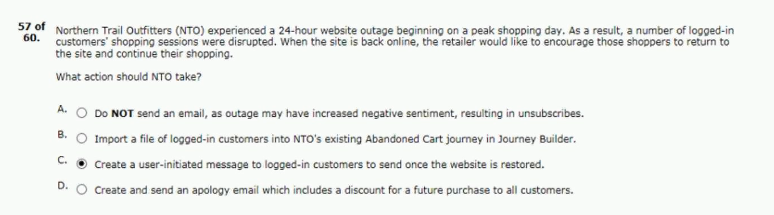 57 of Northern Trail Outfitters (NTO) experienced a 24-hour website outage beginning on a peak shopping day. As a result, a number of logged-in
60. customers' shopping sessions were disrupted. When the site is back online, the retailer would like to encourage those shoppers to return to
the site and continue their shopping.
What action should NTO take?
A. Do NOT send an email, as outage may have increased negative sentiment, resulting in unsubscribes.
B. Import a file of logged-in customers into NTO's existing Abandoned Cart journey in Journey Builder.
C. Create a user-initiated message to logged-in customers to send once the website is restored.
D. Create and send an apology email which includes a discount for a future purchase to all customers.